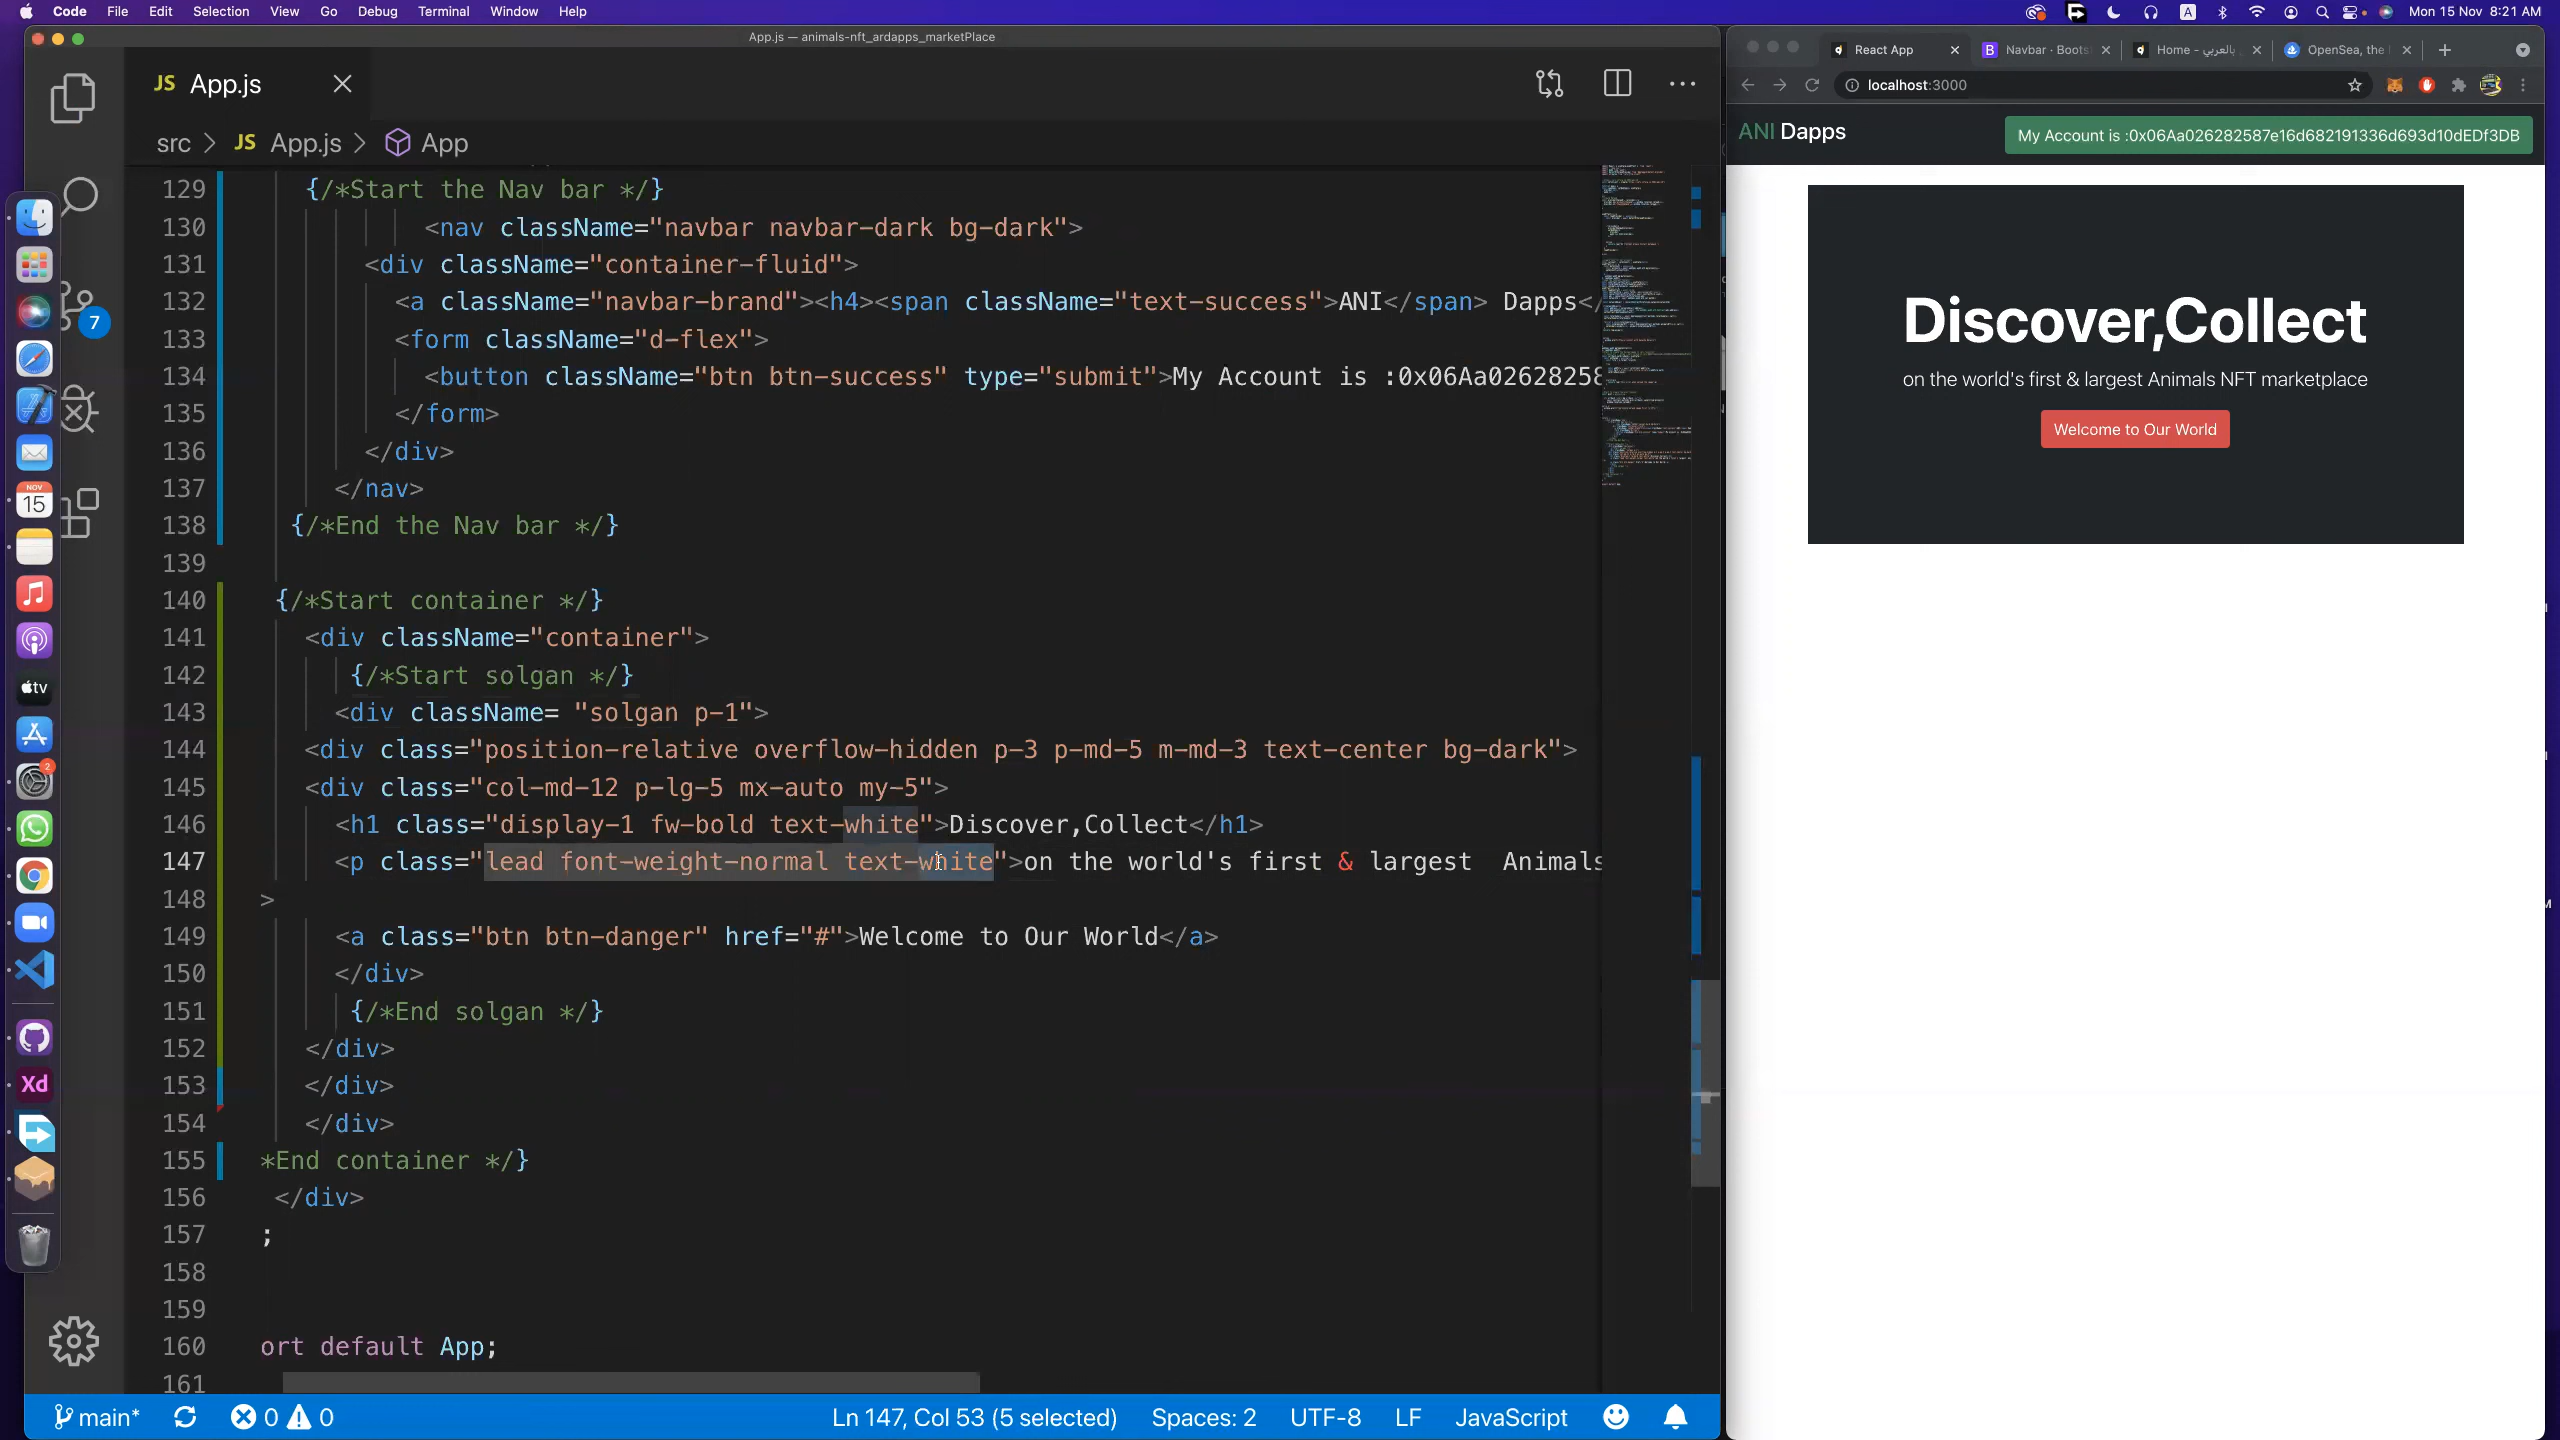 Code File Edit Selection View Go Debug Terminal Window Help
A
Mon 15 Nov 8:21 AM
App.js — animals-nft_ardapps_marketPlace
JS App.js
src > JS App.js > App
129 {/*Start the Nav bar */}
130 <nav className="navbar navbar-dark bg-dark">
131 <div className="container-fluid">
132 <a className="navbar-brand"><h4><span className="text-success">ANI</span> Dapps</
133 <form className="d-flex">
134 <button className="btn btn-success" type="submit">My Account is :0x06Aa02628258
135 </form>
136 </div>
137 </nav>
138 {/*End the Nav bar */}
139
140 {/*Start container */}
141 <div className="container">
142 {/*Start solgan */}
143 <div className= "solgan p-1">
144 <div class="position-relative overflow-hidden p-3 p-md-5 m-md-3 text-center bg-dark">
145 <div class="col-md-12 p-lg-5 mx-auto my-5">
146 <h1 class="display-1 fw-bold text-white">Discover,Collect</h1>
147 <p class="lead font-weight-normal text-white">on the world's first & largest  Animals
148 >
149 <a class="btn btn-danger" href="#">Welcome to Our World</a>
150 </div>
151 {/*End solgan */}
152 </div>
153 </div>
154 </div>
155 *End container */}
156 </div>
157 ;
158
159
160 ort default App;
161
7
NOV
15
tv
2
Xd
main* 0 0 Ln 147, Col 53 (5 selected) Spaces: 2 UTF-8 LF JavaScript
React App
Navbar · Boots
Home - بالعربي
OpenSea, the
localhost:3000
ANI Dapps
My Account is :0x06Aa026282587e16d682191336d693d10dEDf3DB
Discover,Collect
on the world's first & largest Animals NFT marketplace
Welcome to Our World